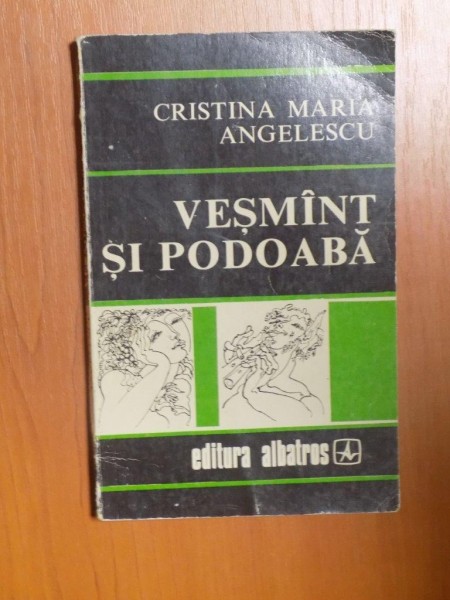 CRISTINA MARIA
ANGELESCU
VEȘMÎNT
ȘI PODOABĂ
editura albatros